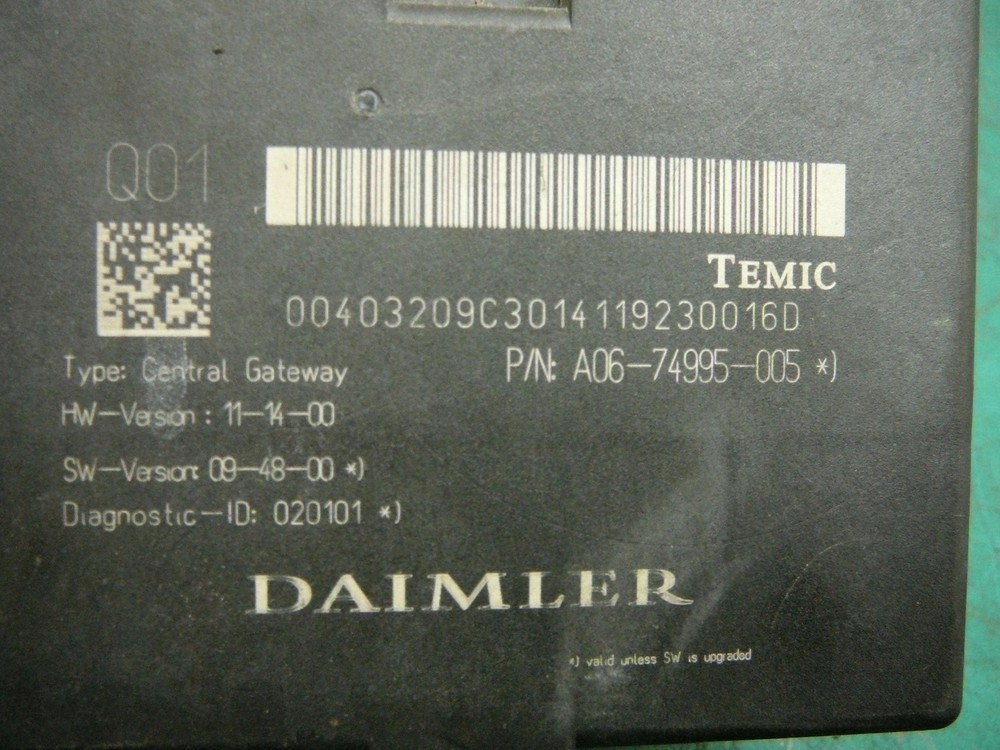 Q01
TEMIC
00403209C3014119230016D
Type: Central Gateway
P/N: A06-74995-005 *)
HW-Version : 11-14-00
SW-Version: 09-48-00 *)
Diagnostic-ID: 020101 *)
DAIMLER
*) valid unless SW is upgraded